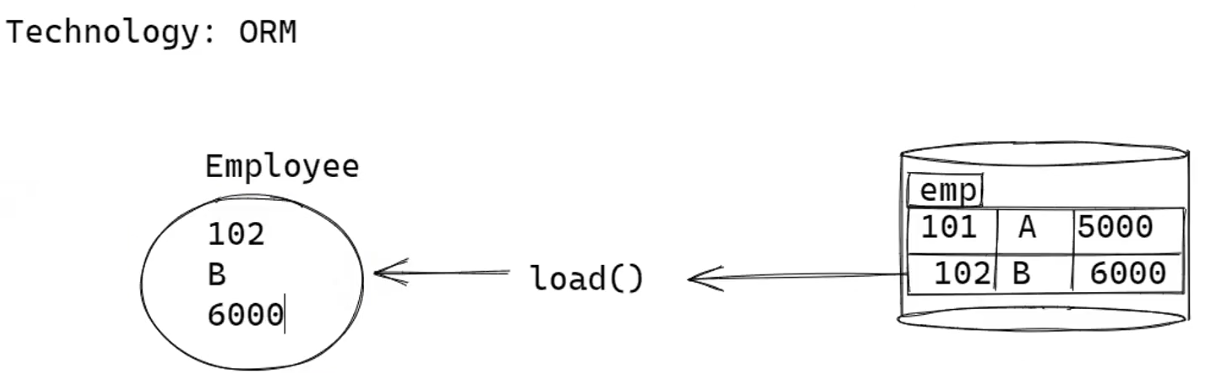 Technology: ORM
Employee
102
B
6000
load()
emp
101 A 5000
102 B 6000